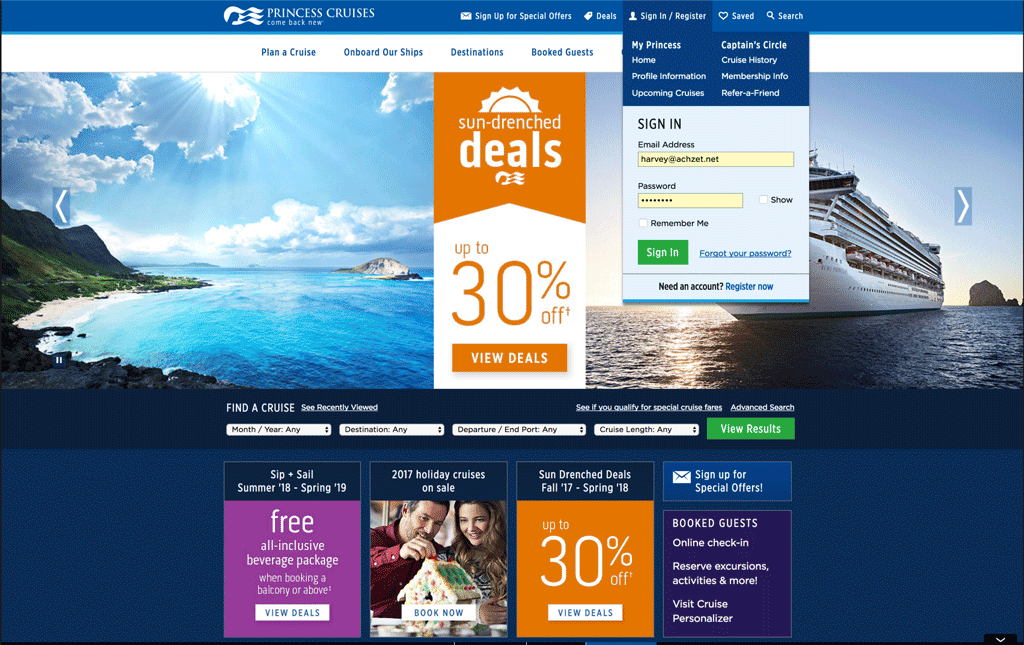 PRINCESS CRUISES
come back new
Sign Up for Special Offers
Deals
Sign In / Register
Saved
Search
Plan a Cruise
Onboard Our Ships
Destinations
Booked Guests
My Princess
Home
Profile Information
Upcoming Cruises
Captain's Circle
Cruise History
Membership Info
Refer-a-Friend
SIGN IN
Email Address
harvey@achzet.net
Password
••••••••
Show
Remember Me
Sign In
Forgot your password?
Need an account? Register now
sun-drenched
deals
up to
30%
off†
VIEW DEALS
FIND A CRUISE
See Recently Viewed
See if you qualify for special cruise fares
Advanced Search
Month / Year: Any
Destination: Any
Departure / End Port: Any
Cruise Length: Any
View Results
Sip + Sail
Summer '18 - Spring '19
free
all-inclusive
beverage package
when booking a
balcony or above‡
VIEW DEALS
2017 holiday cruises
on sale
BOOK NOW
Sun Drenched Deals
Fall '17 - Spring '18
up to
30%
off†
VIEW DEALS
Sign up for
Special Offers!
BOOKED GUESTS
Online check-in
Reserve excursions,
activities & more!
Visit Cruise
Personalizer